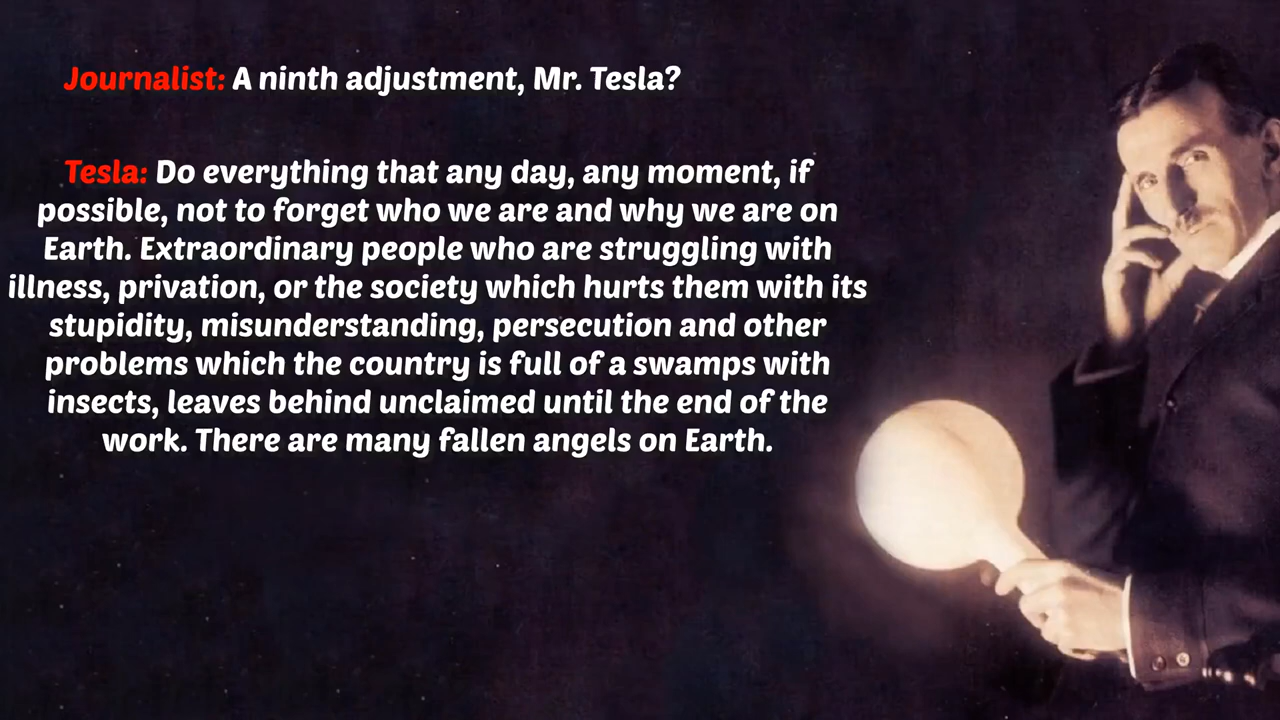 Journalist: A ninth adjustment, Mr. Tesla?
Tesla: Do everything that any day, any moment, if
possible, not to forget who we are and why we are on
Earth. Extraordinary people who are struggling with
illness, privation, or the society which hurts them with its
stupidity, misunderstanding, persecution and other
problems which the country is full of a swamps with
insects, leaves behind unclaimed until the end of the
work. There are many fallen angels on Earth.